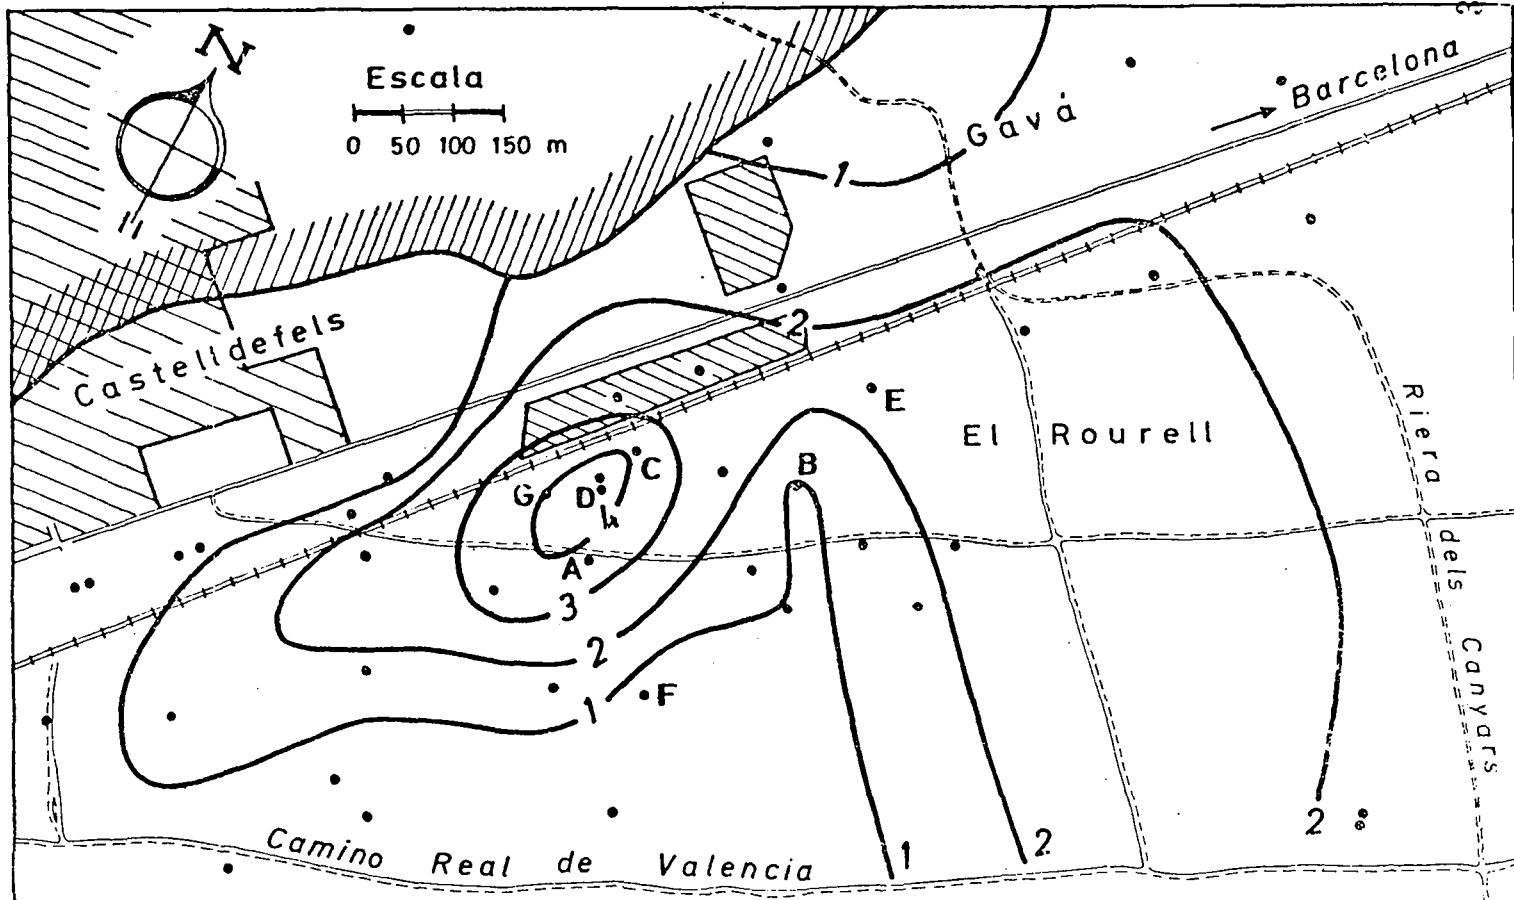 N
Escala
0 50 100 150 m
Barcelona
Gavá
1
Castelldefels
2
E
El Rourell
Riera dels Canyars
B
C
G
D
4
A
3
2
1
F
2
1
2
Camino Real de Valencia